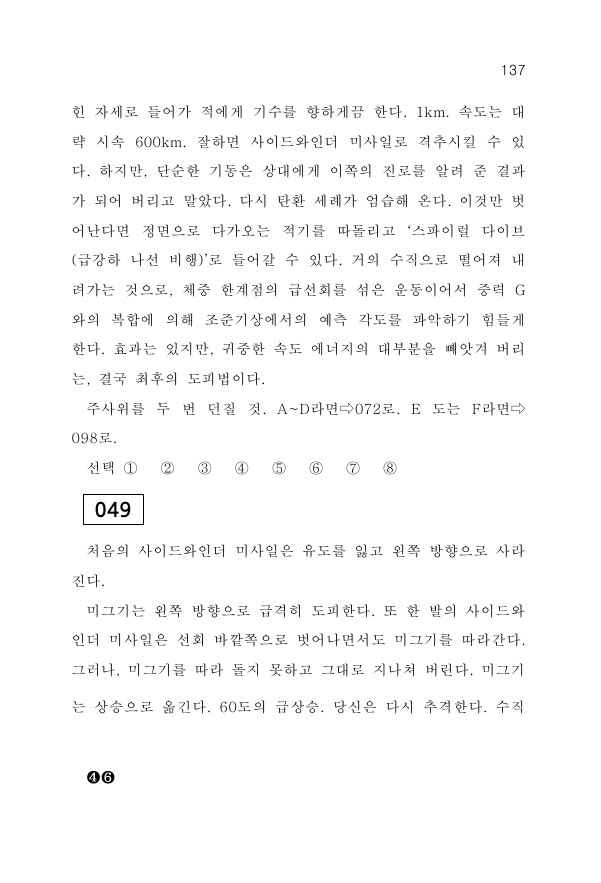 137
힌 자세로 들어가 적에게 기수를 향하게끔 한다. 1km. 속도는 대
략 시속 600km. 잘하면 사이드와인더 미사일로 격추시킬 수 있
다. 하지만, 단순한 기동은 상대에게 이쪽의 진로를 알려 준 결과
가 되어 버리고 말았다. 다시 탄환 세례가 엄습해 온다. 이것만 벗
어난다면 정면으로 다가오는 적기를 따돌리고 ‘스파이럴 다이브
(급강하 나선 비행)’로 들어갈 수 있다. 거의 수직으로 떨어져 내
려가는 것으로, 체중 한계점의 급선회를 섞은 운동이어서 중력 G
와의 복합에 의해 조준기상에서의 예측 각도를 파악하기 힘들게
한다. 효과는 있지만, 귀중한 속도 에너지의 대부분을 빼앗겨 버리
는, 결국 최후의 도피법이다.
주사위를 두 번 던질 것. A~D라면⇨072로. E 도는 F라면⇨
098로.
선택 ① ② ③ ④ ⑤ ⑥ ⑦ ⑧
049
처음의 사이드와인더 미사일은 유도를 잃고 왼쪽 방향으로 사라
진다.
미그기는 왼쪽 방향으로 급격히 도피한다. 또 한 발의 사이드와
인더 미사일은 선회 바깥쪽으로 벗어나면서도 미그기를 따라간다.
그러나, 미그기를 따라 돌지 못하고 그대로 지나쳐 버린다. 미그기
는 상승으로 옮긴다. 60도의 급상승. 당신은 다시 추격한다. 수직
❹❻